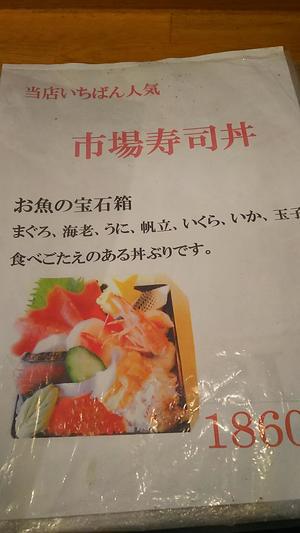 当店いちばん人気
市場寿司丼
お魚の宝石箱
まぐろ、海老、うに、帆立、いくら、いか、玉子
食べごたえのある丼ぶりです。
1860